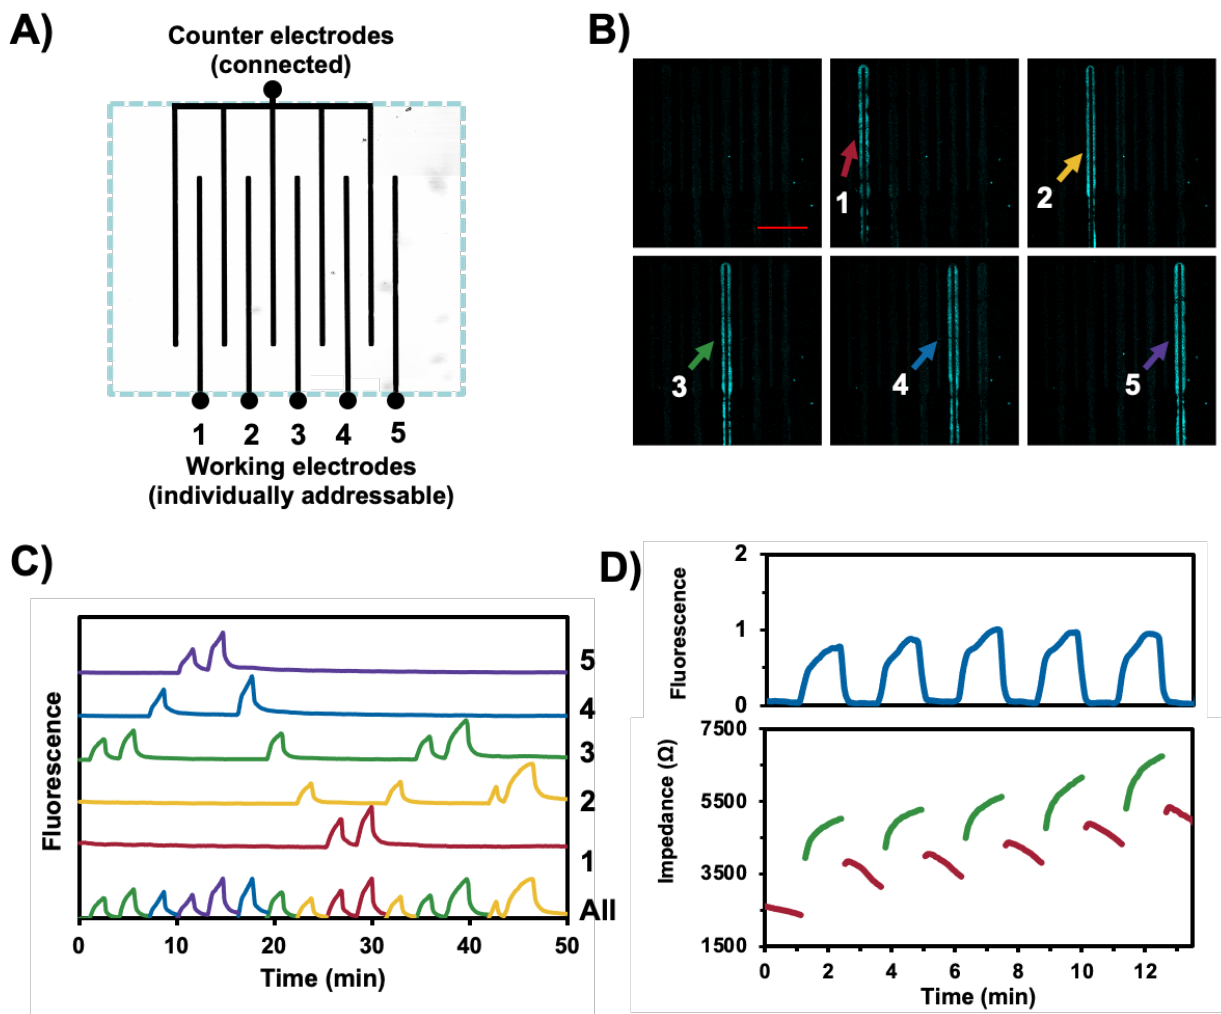 A)
Counter electrodes
(connected)
1 2 3 4 5
Working electrodes
(individually addressable)
B)
1
2
3
4
5
C)
Fluorescence
5
4
3
2
1
All
0 10 20 30 40 50
Time (min)
D)
Fluorescence
2
1
0
Impedance (Ω)
7500
5500
3500
1500
0 2 4 6 8 10 12
Time (min)